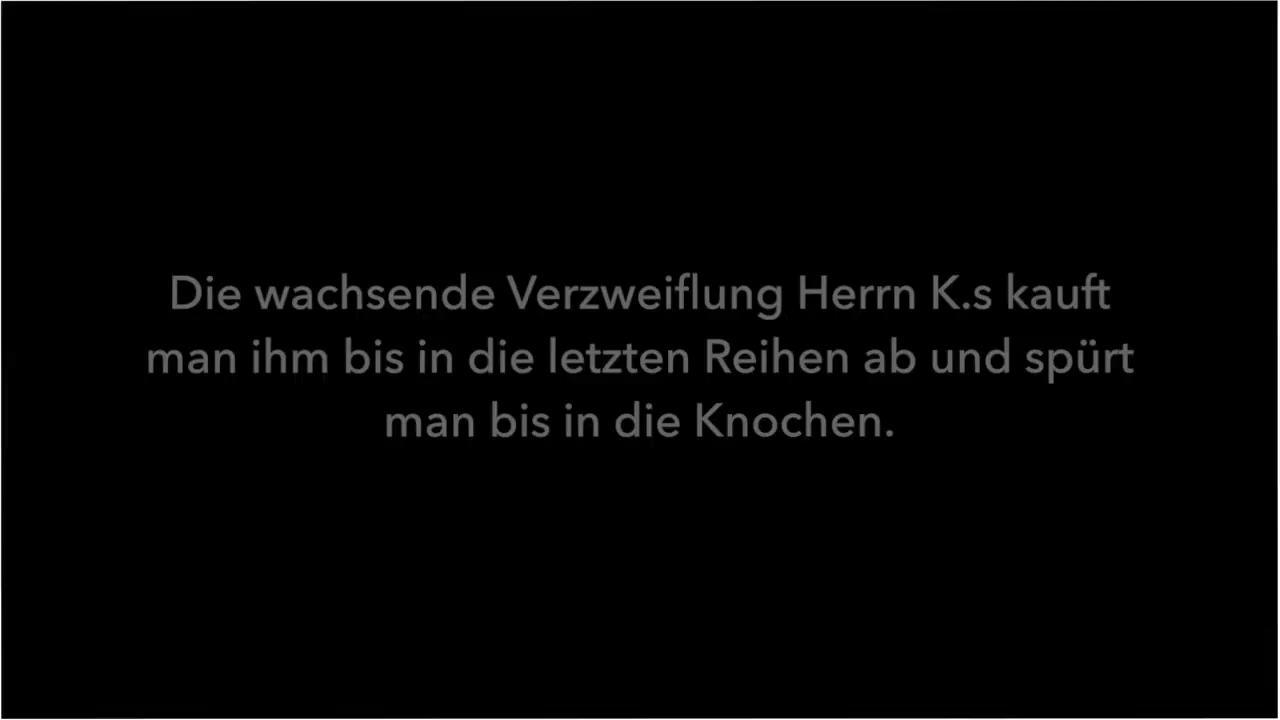 Die wachsende Verzweiflung Herrn K.s kauft
man ihm bis in die letzten Reihen ab und spürt
man bis in die Knochen.